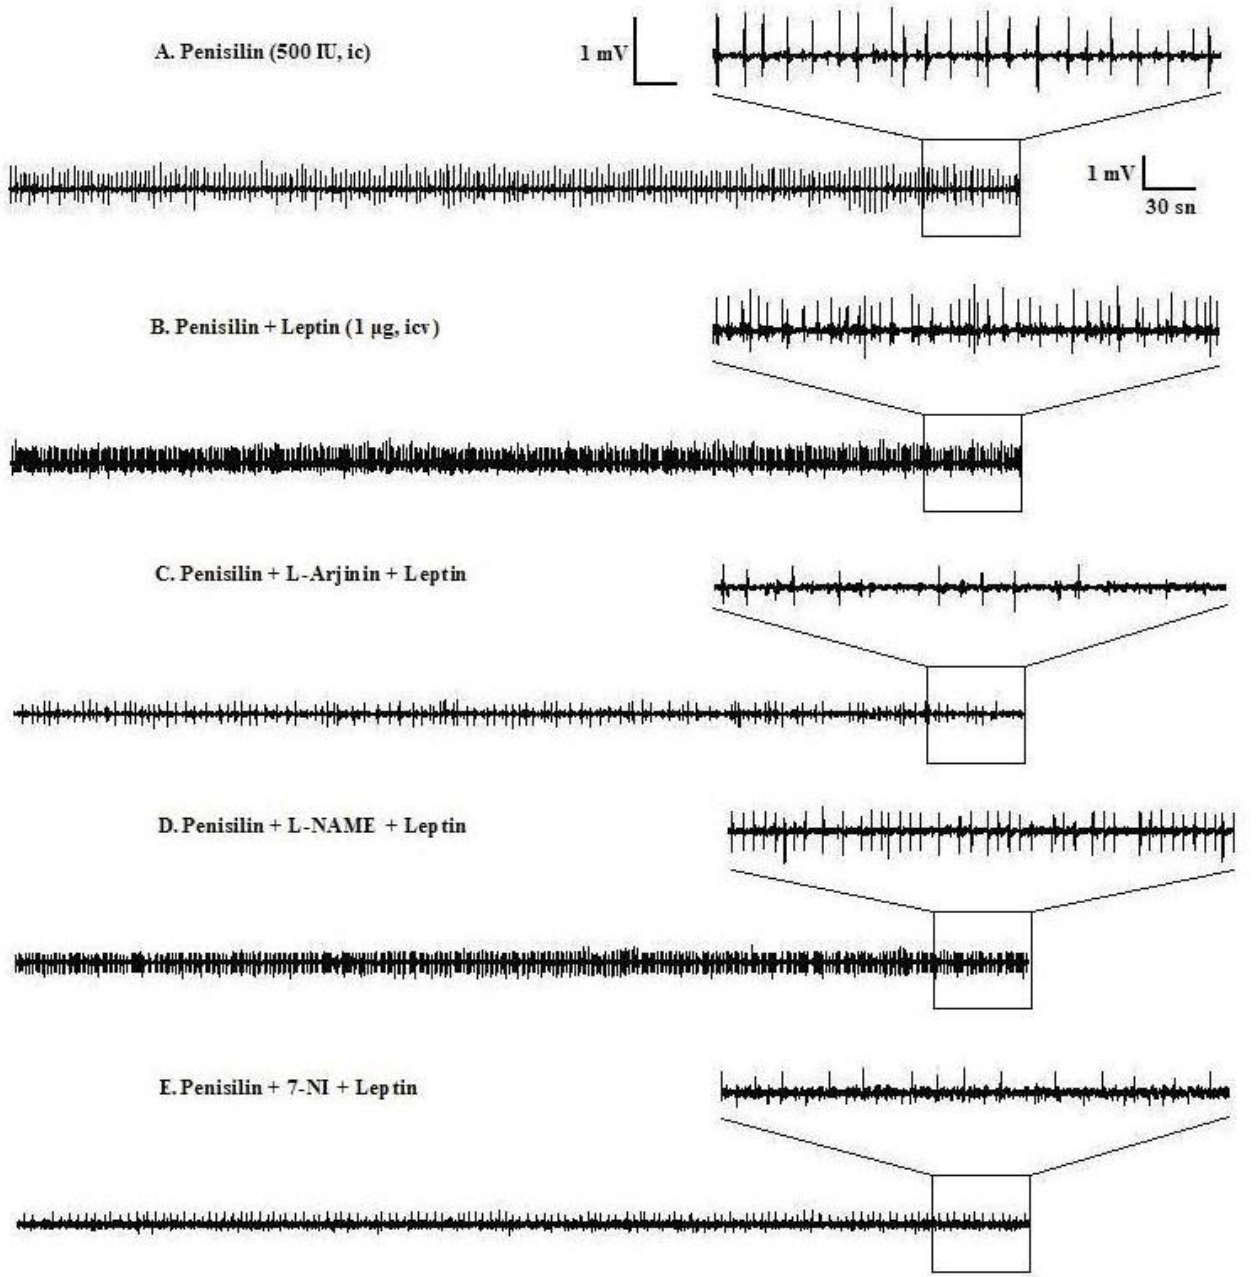 A. Penisilin (500 IU, ic)
1 mV
1 mV
30 sn
B. Penisilin + Leptin (1 µg, icv)
C. Penisilin + L-Arjinin + Leptin
D. Penisilin + L-NAME + Leptin
E. Penisilin + 7-NI + Leptin